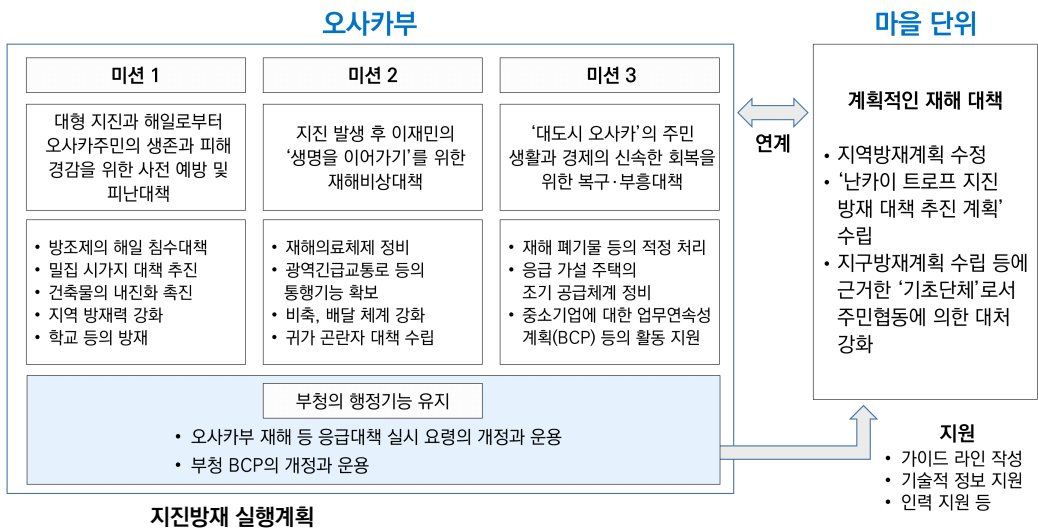 오사카부
마을 단위
미션 1
대형 지진과 해일로부터
오사카주민의 생존과 피해
경감을 위한 사전 예방 및
피난대책
• 방조제의 해일 침수대책
• 밀집 시가지 대책 추진
• 건축물의 내진화 촉진
• 지역 방재력 강화
• 학교 등의 방재
미션 2
지진 발생 후 이재민의
‘생명을 이어가기’를 위한
재해비상대책
• 재해의료체제 정비
• 광역긴급교통로 등의
통행기능 확보
• 비축, 배달 체계 강화
• 귀가 곤란자 대책 수립
미션 3
‘대도시 오사카’의 주민
생활과 경제의 신속한 회복을
위한 복구·부흥대책
• 재해 폐기물 등의 적정 처리
• 응급 가설 주택의
조기 공급체계 정비
• 중소기업에 대한 업무연속성
계획(BCP) 등의 활동 지원
부청의 행정기능 유지
• 오사카부 재해 등 응급대책 실시 요령의 개정과 운용
• 부청 BCP의 개정과 운용
지진방재 실행계획
연계
계획적인 재해 대책
• 지역방재계획 수정
• ‘난카이 트로프 지진
방재 대책 추진 계획’
수립
• 지구방재계획 수립 등에
근거한 ‘기초단체’로서
주민협동에 의한 대처
강화
지원
• 가이드 라인 작성
• 기술적 정보 지원
• 인력 지원 등